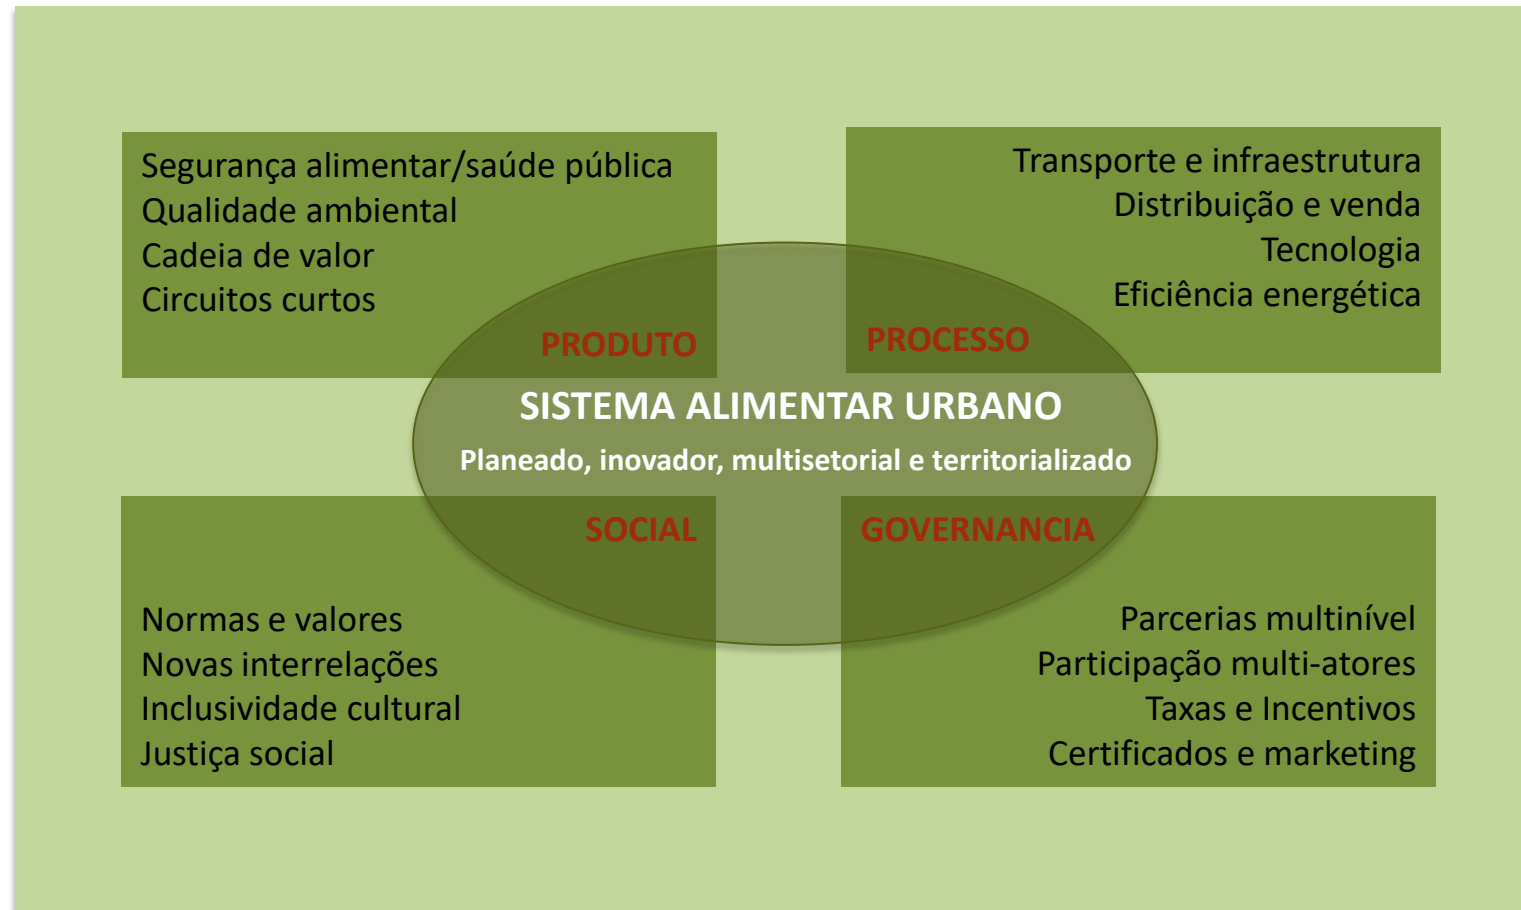 Segurança alimentar/saúde pública
Qualidade ambiental
Cadeia de valor
Circuitos curtos
PRODUTO
Transporte e infraestrutura
Distribuição e venda
Tecnologia
Eficiência energética
PROCESSO
SISTEMA ALIMENTAR URBANO
Planeado, inovador, multisetorial e territorializado
SOCIAL
Normas e valores
Novas interrelações
Inclusividade cultural
Justiça social
GOVERNANCIA
Parcerias multinível
Participação multi-atores
Taxas e Incentivos
Certificados e marketing